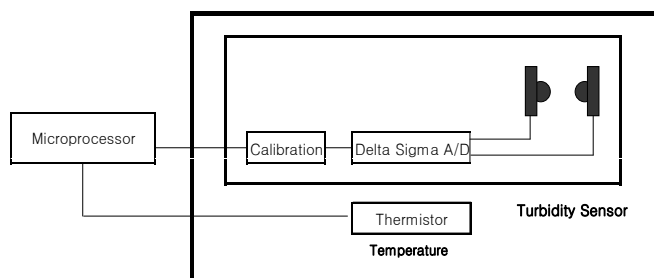 Microprocessor
Calibration
Delta Sigma A/D
Thermistor
Turbidity Sensor
Temperature